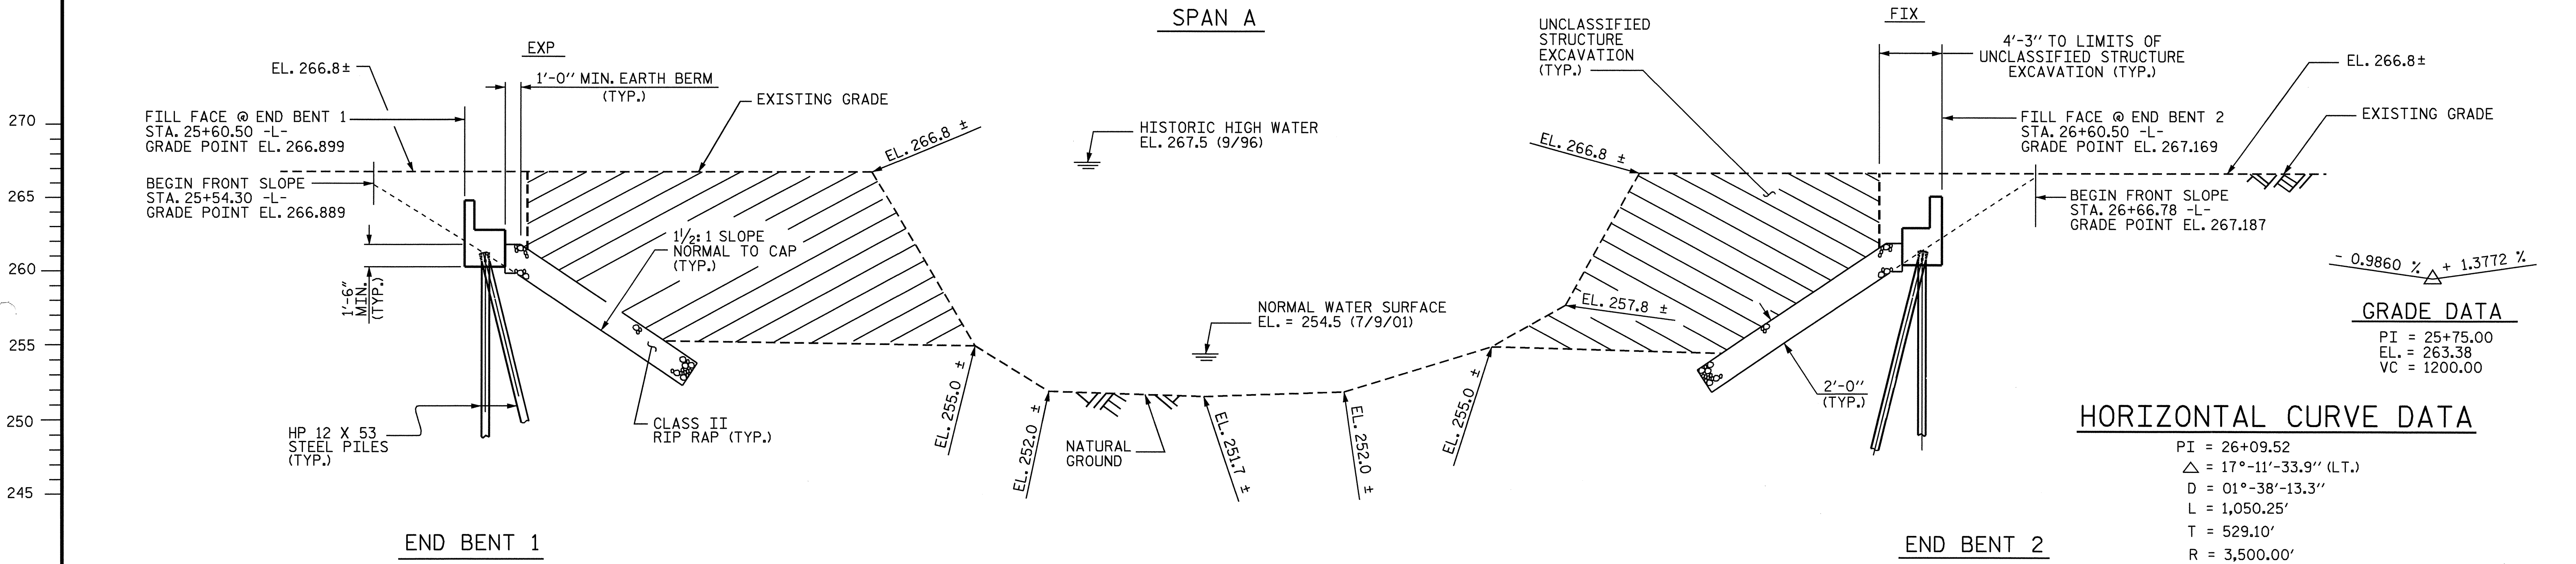 SPAN A
EXP
FIX
EL. 266.8±
1'-0" MIN. EARTH BERM
(TYP.)
EXISTING GRADE
FILL FACE @ END BENT 1
STA. 25+60.50 -L-
GRADE POINT EL. 266.899
BEGIN FRONT SLOPE
STA. 25+54.30 -L-
GRADE POINT EL. 266.889
EL. 266.8 ±
HISTORIC HIGH WATER
EL. 267.5 (9/96)
UNCLASSIFIED
STRUCTURE
EXCAVATION
(TYP.)
4'-3" TO LIMITS OF
UNCLASSIFIED STRUCTURE
EXCAVATION (TYP.)
EL. 266.8±
EL. 266.8 ±
FILL FACE @ END BENT 2
STA. 26+60.50 -L-
GRADE POINT EL. 267.169
EXISTING GRADE
BEGIN FRONT SLOPE
STA. 26+66.78 -L-
GRADE POINT EL. 267.187
270
265
260
255
250
245
1'-6"
MIN.
(TYP.)
1½: 1 SLOPE
NORMAL TO CAP
(TYP.)
NORMAL WATER SURFACE
EL. = 254.5 (7/9/01)
EL. 257.8 ±
HP 12 X 53
STEEL PILES
(TYP.)
CLASS II
RIP RAP (TYP.)
EL. 255.0 ±
EL. 252.0 ±
NATURAL
GROUND
EL. 251.7 ±
EL. 252.0 ±
EL. 255.0 ±
2'-0"
(TYP.)
- 0.9860 % + 1.3772 %
GRADE DATA
PI = 25+75.00
EL. = 263.38
VC = 1200.00
HORIZONTAL CURVE DATA
PI = 26+09.52
△ = 17°-11'-33.9" (LT.)
D = 01°-38'-13.3"
L = 1,050.25'
T = 529.10'
R = 3,500.00'
END BENT 1
END BENT 2